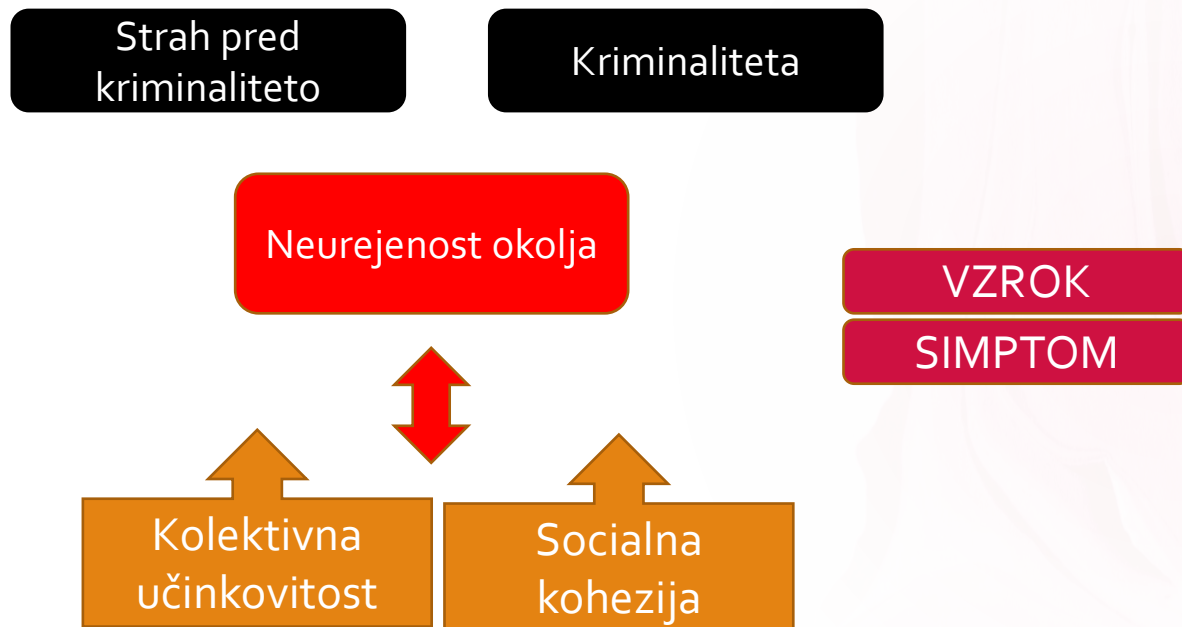 Strah pred
kriminaliteto
Kriminaliteta
Neurejenost okolja
VZROK
SIMPTOM
Kolektivna
učinkovitost
Socialna
kohezija